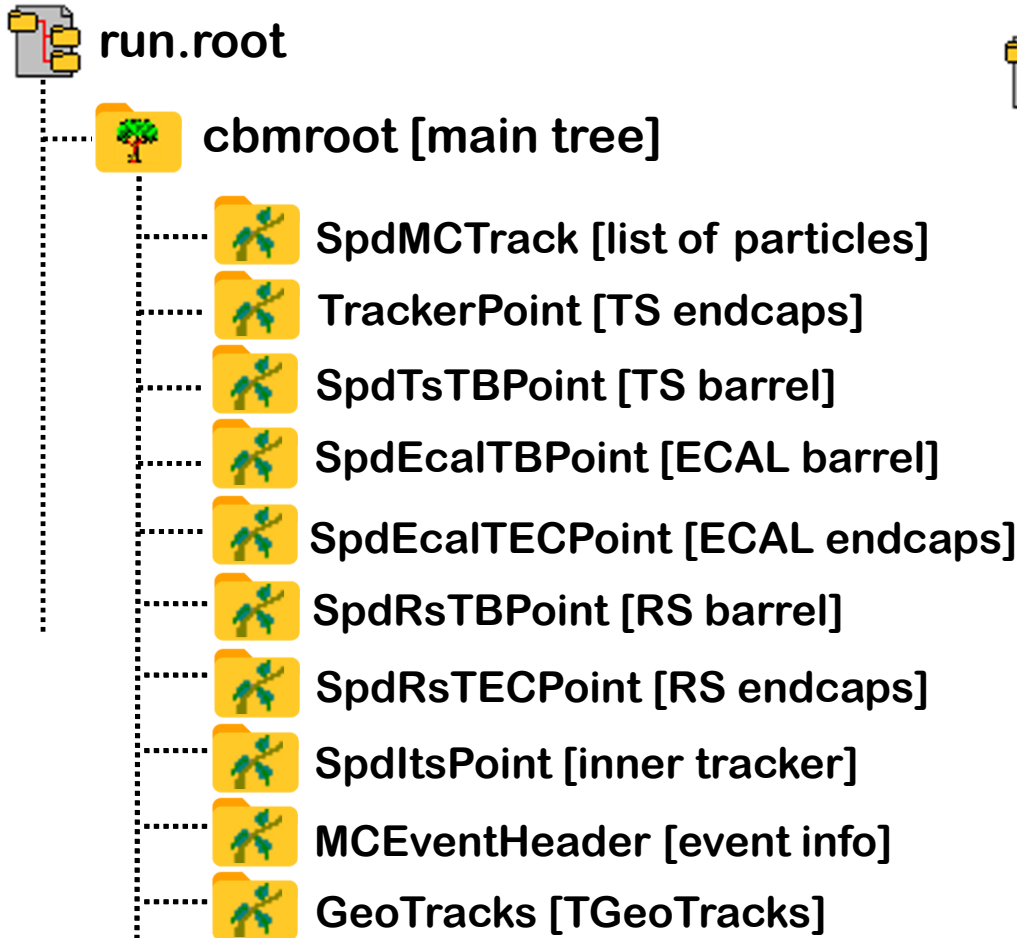 run.root
cbmroot [main tree]
SpdMCTrack [list of particles]
TrackerPoint [TS endcaps]
SpdTsTBPoint [TS barrel]
SpdEcalTBPoint [ECAL barrel]
SpdEcalTECPoint [ECAL endcaps]
SpdRsTBPoint [RS barrel]
SpdRsTECPoint [RS endcaps]
SpdItsPoint [inner tracker]
MCEventHeader [event info]
GeoTracks [TGeoTracks]